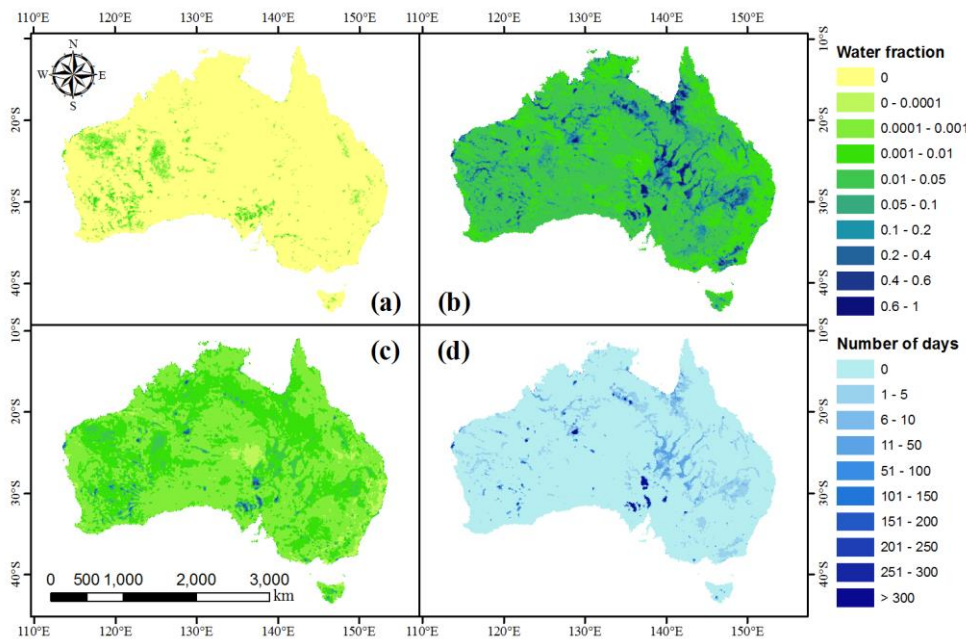 110°E 120°E 130°E 140°E 150°E 110°E 120°E 130°E 140°E 150°E
N
W E
S
10°S
20°S
30°S
40°S
(a) (b)
Water fraction
0
0 - 0.0001
0.0001 - 0.001
0.001 - 0.01
0.01 - 0.05
0.05 - 0.1
0.1 - 0.2
0.2 - 0.4
0.4 - 0.6
0.6 - 1
20°S
30°S
40°S
10°S
20°S
30°S
40°S
(c) (d)
0 500 1,000 2,000 3,000
km
Number of days
0
1 - 5
6 - 10
11 - 50
51 - 100
101 - 150
151 - 200
201 - 250
251 - 300
> 300
20°S
30°S
40°S
110°E 120°E 130°E 140°E 150°E 110°E 120°E 130°E 140°E 150°E